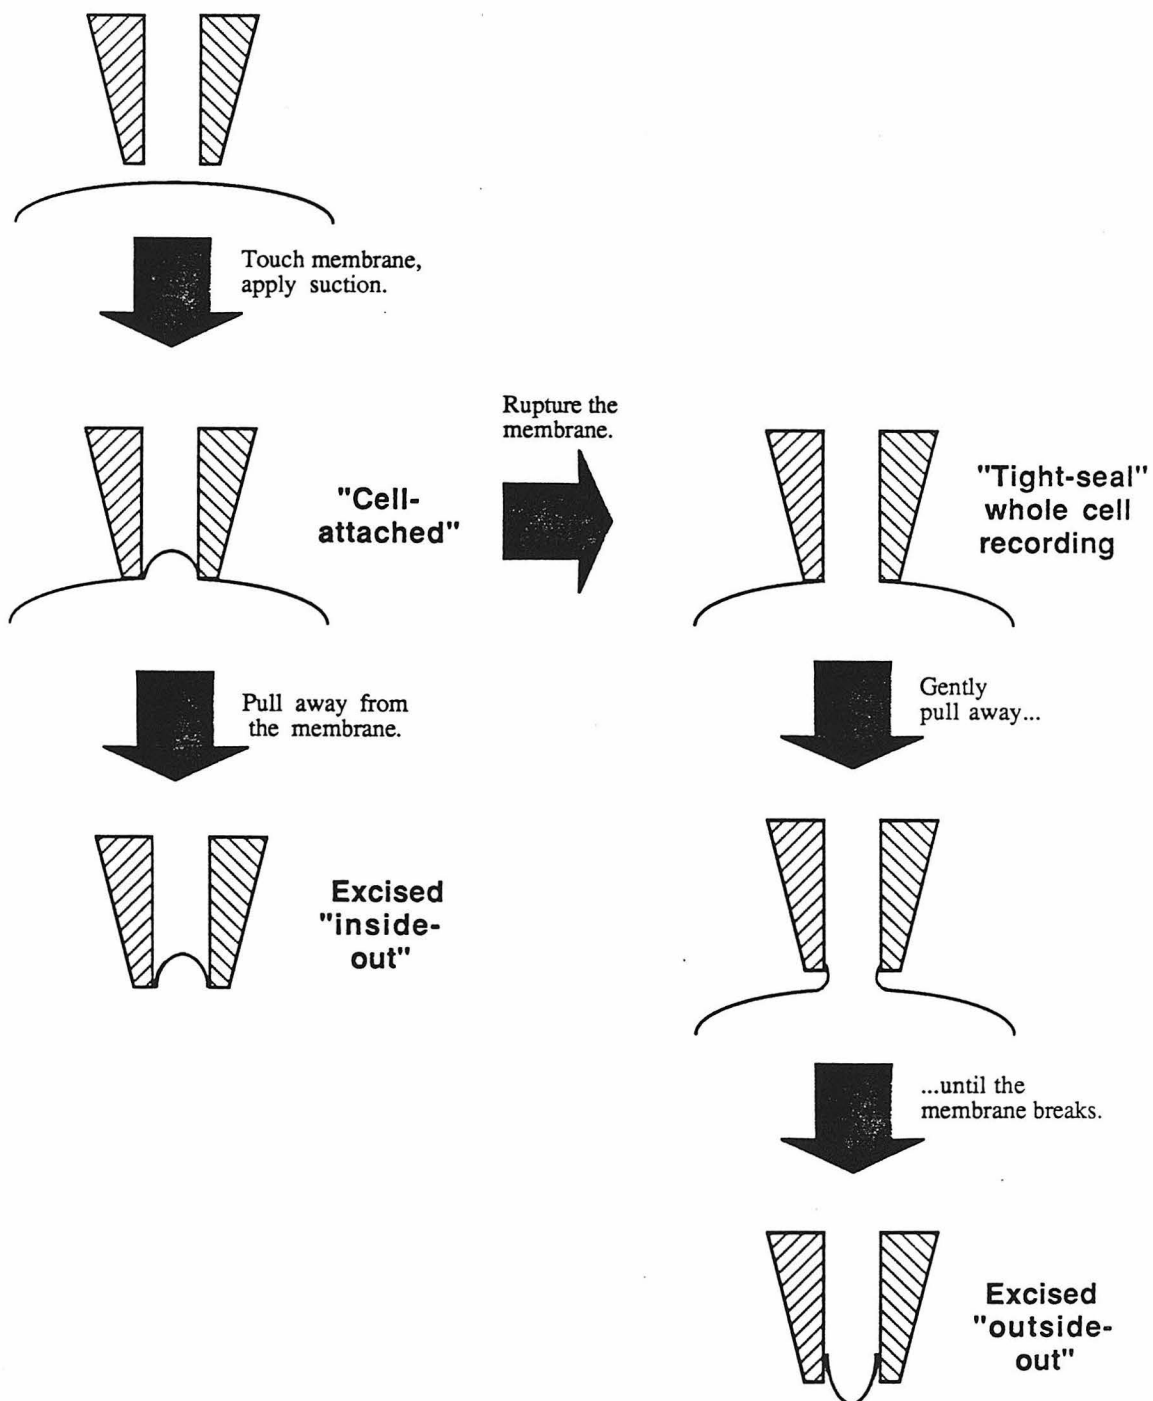 Touch membrane,
apply suction.
Rupture the
membrane.
"Cell-
attached"
"Tight-seal"
whole cell
recording
Pull away from
the membrane.
Gently
pull away...
Excised
"inside-
out"
...until the
membrane breaks.
Excised
"outside-
out"